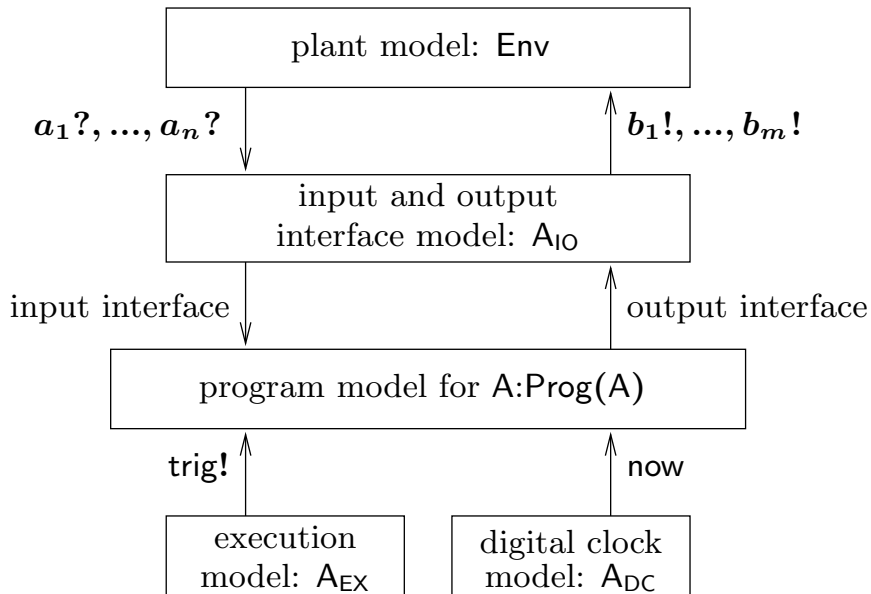 plant model: Env
a₁?, ..., aₙ?
b₁!, ..., bₘ!
input and output
interface model: A_IO
input interface
output interface
program model for A:Prog(A)
trig!
now
execution
model: A_EX
digital clock
model: A_DC